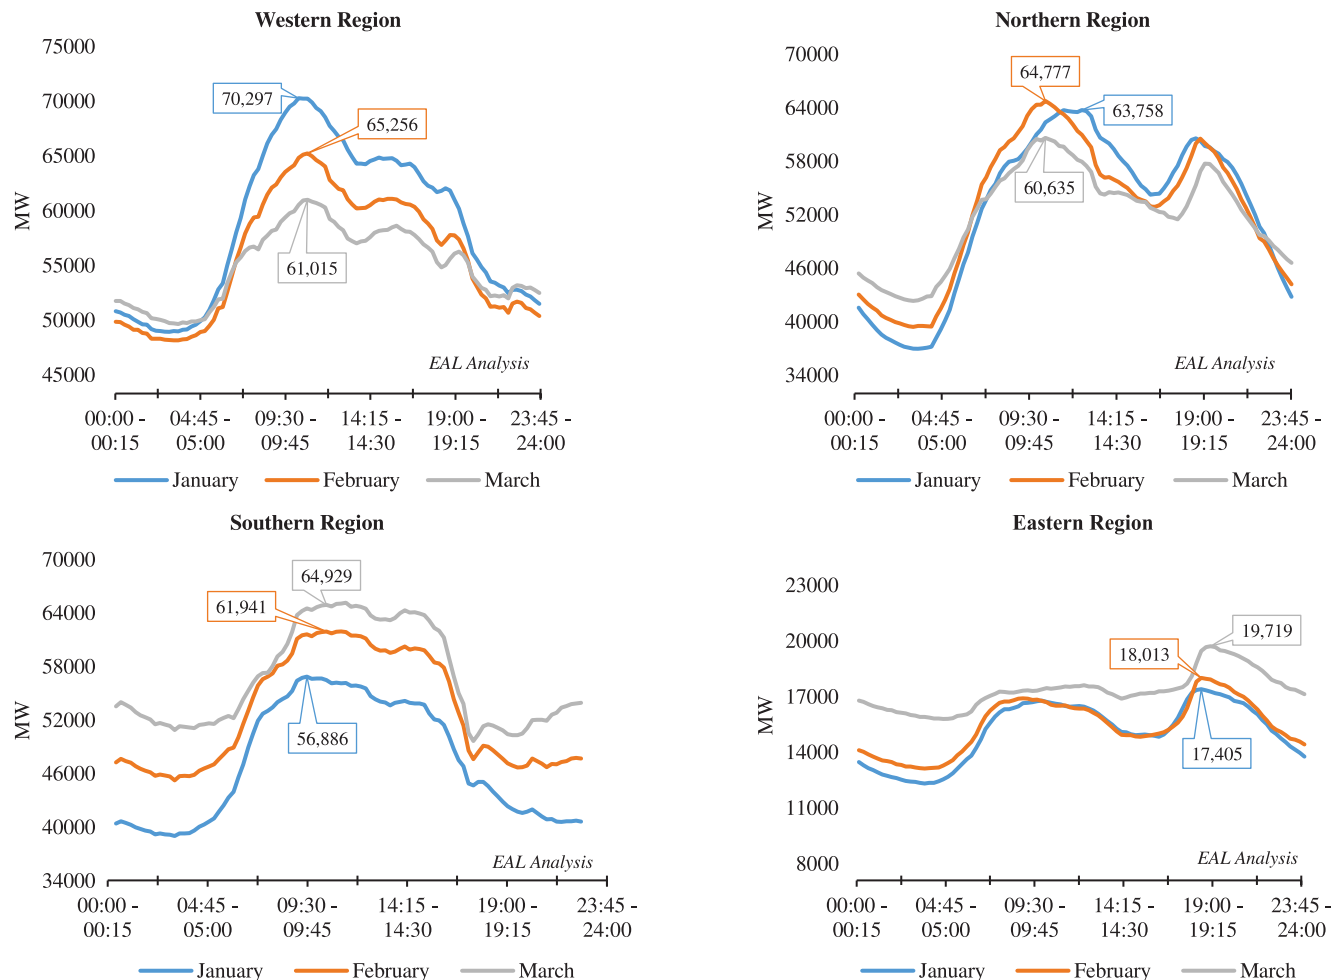 Western Region
75000
70000
65000
60000
55000
50000
45000
MW
70,297
65,256
61,015
EAL Analysis
00:00 - 04:45 - 09:30 - 14:15 - 19:00 - 23:45 -
00:15 05:00 09:45 14:30 19:15 24:00
January February March
Northern Region
70000
64000
58000
52000
46000
40000
34000
MW
64,777
63,758
60,635
EAL Analysis
00:00 - 04:45 - 09:30 - 14:15 - 19:00 - 23:45 -
00:15 05:00 09:45 14:30 19:15 24:00
January February March
Southern Region
70000
64000
58000
52000
46000
40000
34000
MW
64,929
61,941
56,886
EAL Analysis
00:00 - 04:45 - 09:30 - 14:15 - 19:00 - 23:45 -
00:15 05:00 09:45 14:30 19:15 24:00
January February March
Eastern Region
23000
20000
17000
14000
11000
8000
MW
19,719
18,013
17,405
EAL Analysis
00:00 - 04:45 - 09:30 - 14:15 - 19:00 - 23:45 -
00:15 05:00 09:45 14:30 19:15 24:00
January February March